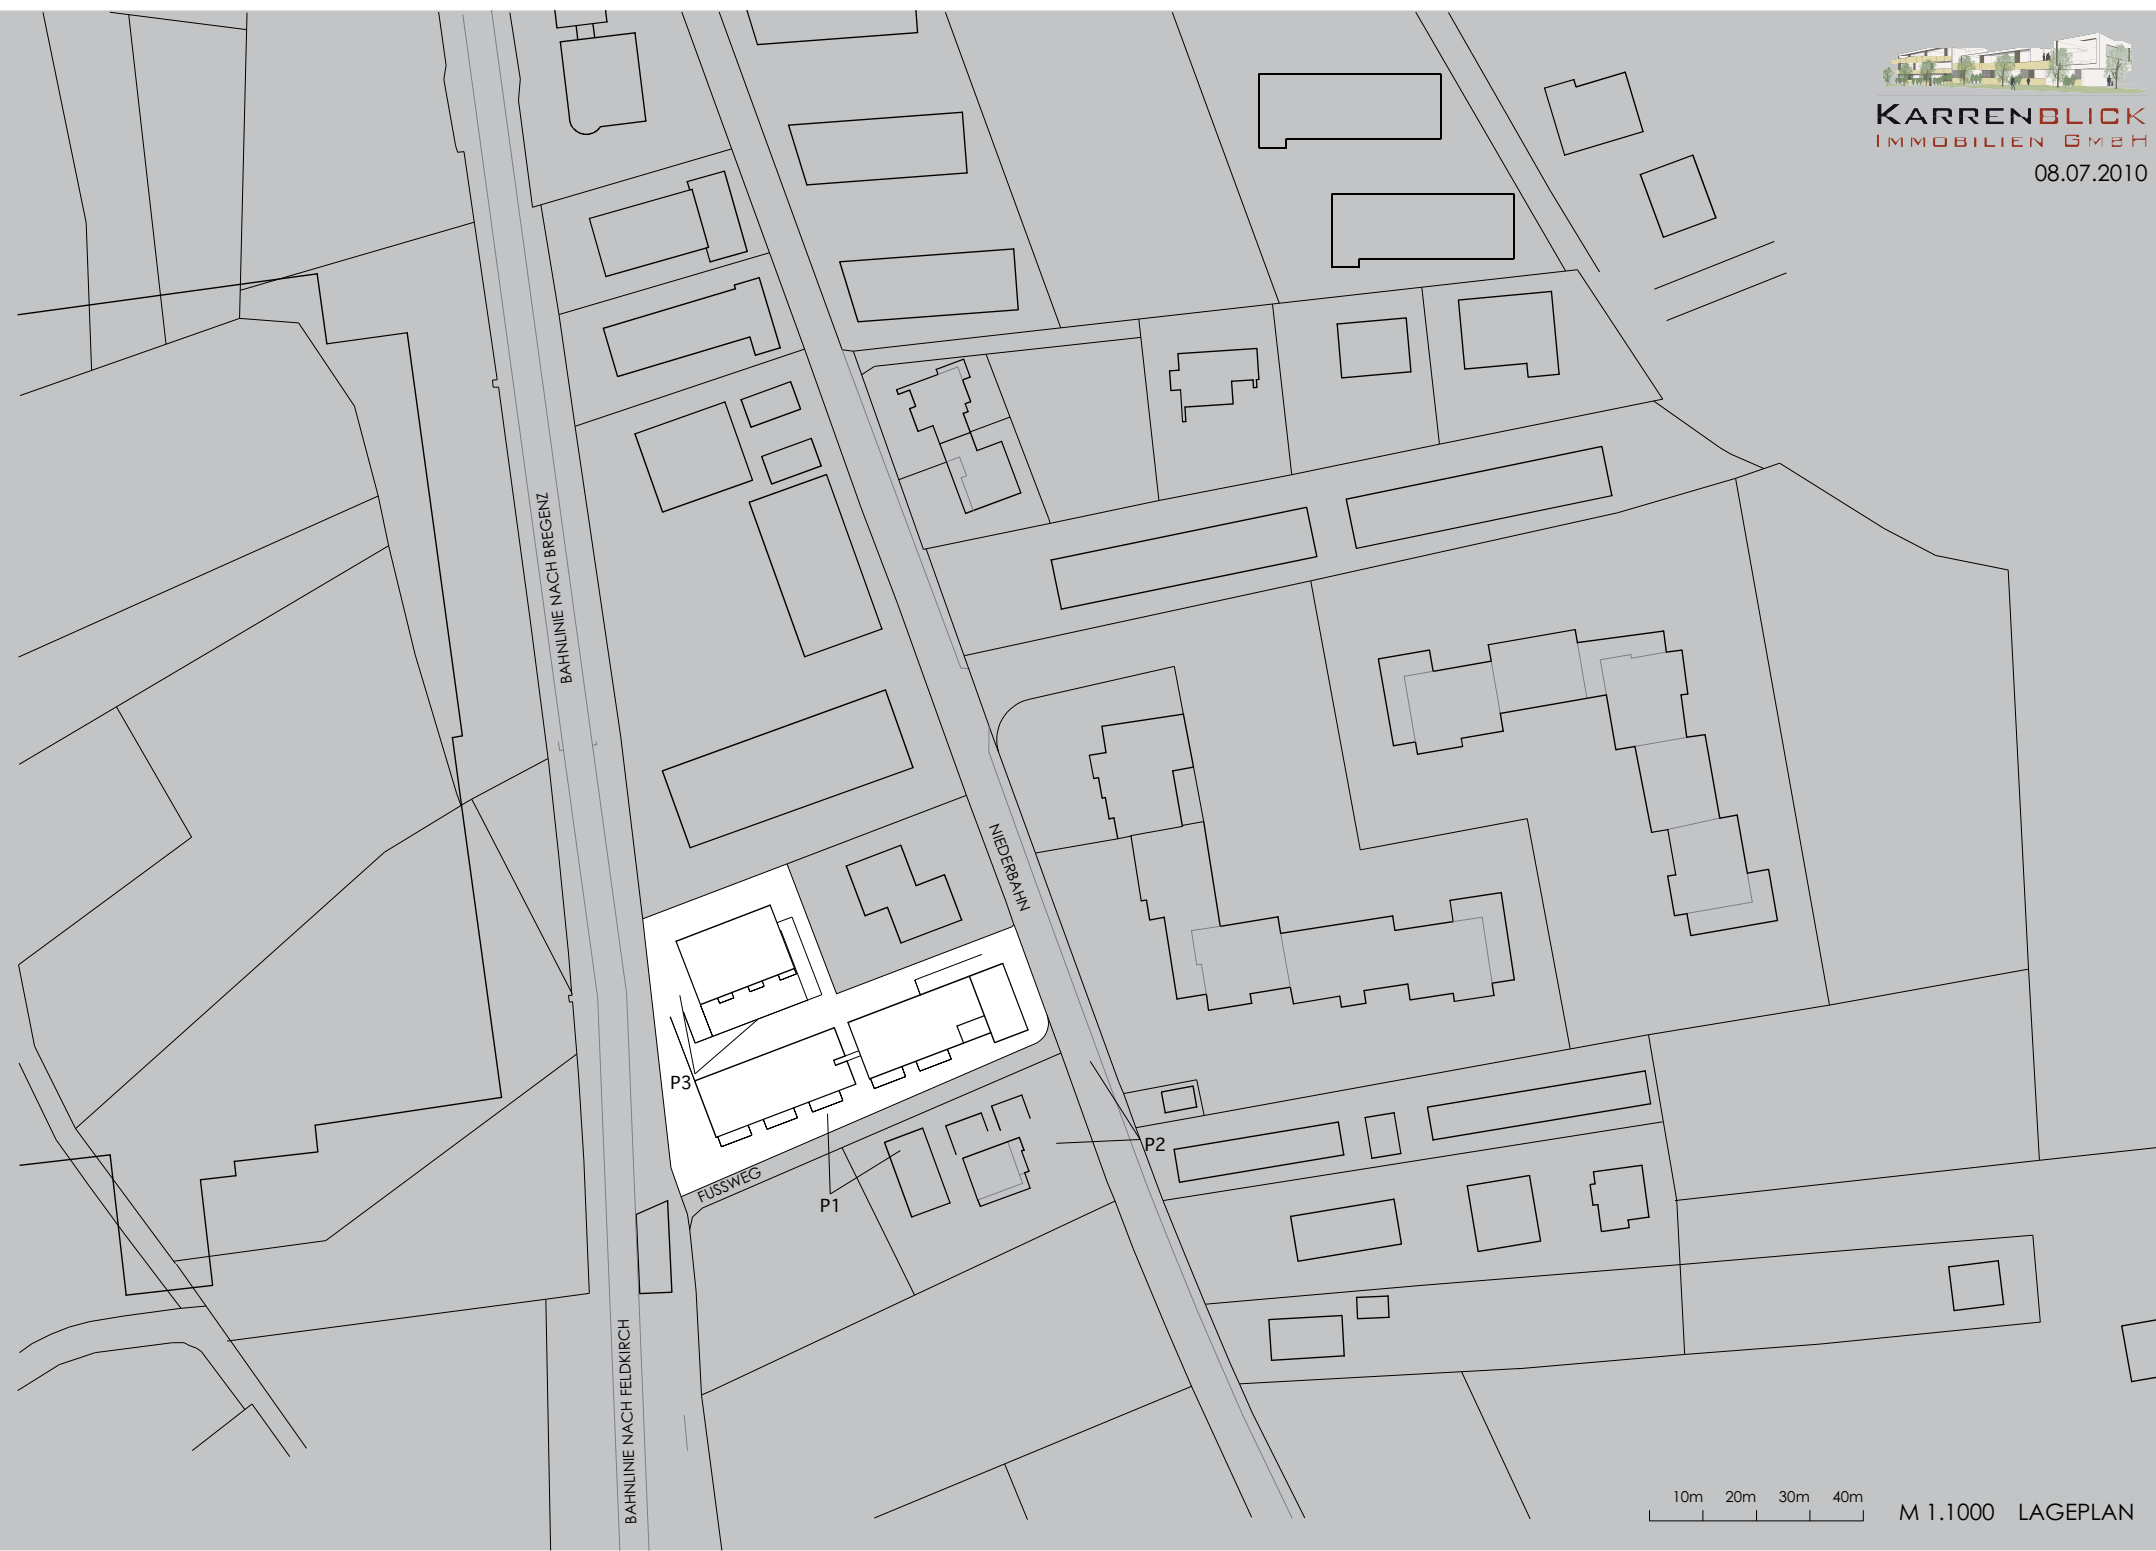 KARRENBLICK
IMMOBILIEN GMBH
08.07.2010
BAHNLINIE NACH BREGENZ
NIEDERBAHN
P3
P2
FUSSWEG
P1
BAHNLINIE NACH FELDKIRCH
10m 20m 30m 40m
M 1.1000 LAGEPLAN